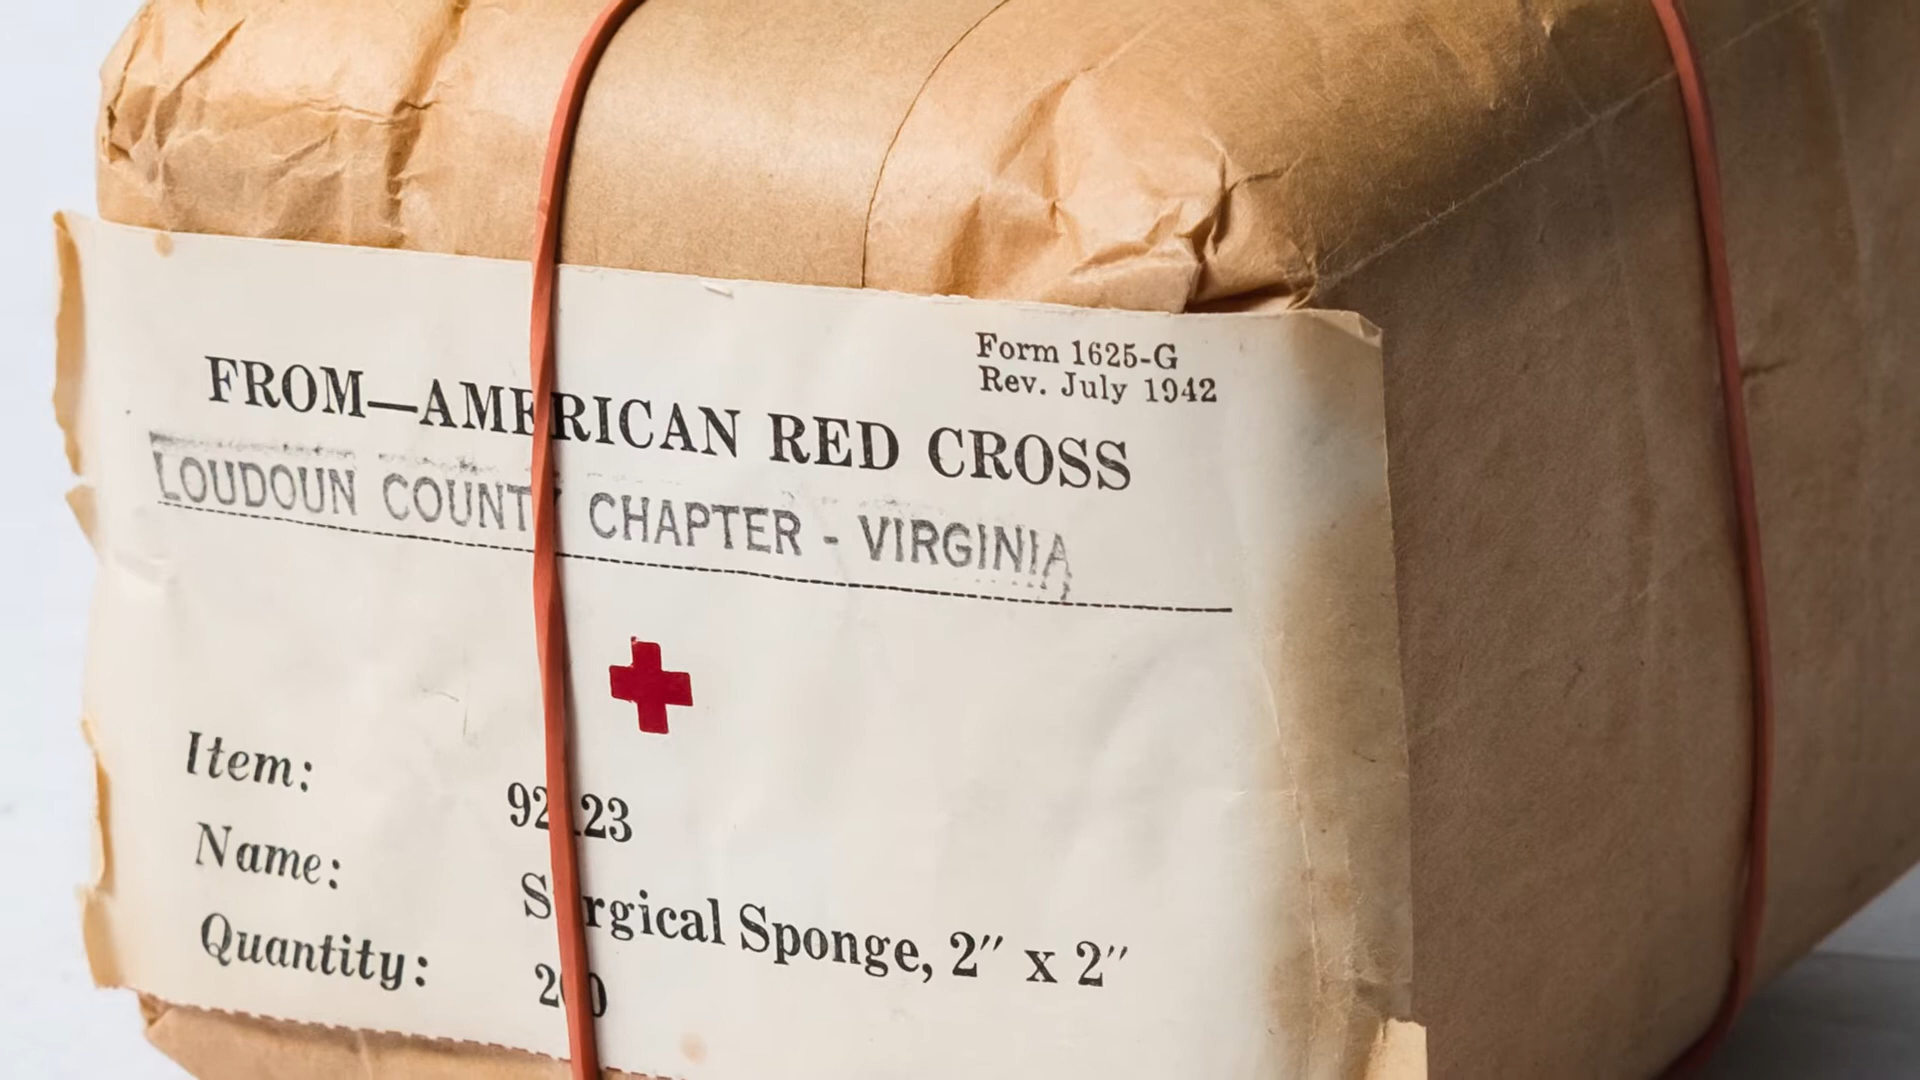 Form 1625-G
Rev. July 1942
FROM—AMERICAN RED CROSS
LOUDOUN COUNTY CHAPTER - VIRGINIA
Item:
Name: Surgical Sponge, 2" x 2"
Quantity: